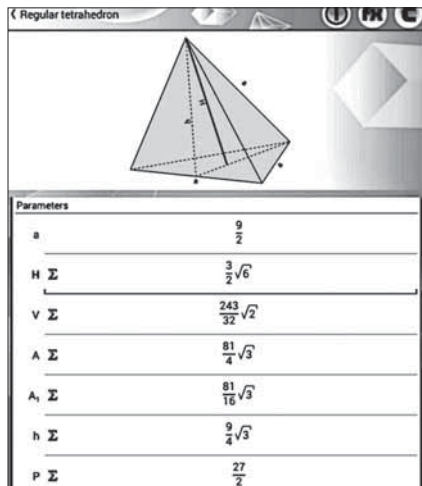 ❮ Regular tetrahedron
FX
a
H
h
a
a
Parameters
a 9/2
H Σ 3/2 √6
V Σ 243/32 √2
A Σ 81/4 √3
A₁ Σ 81/16 √3
h Σ 9/4 √3
P Σ 27/2